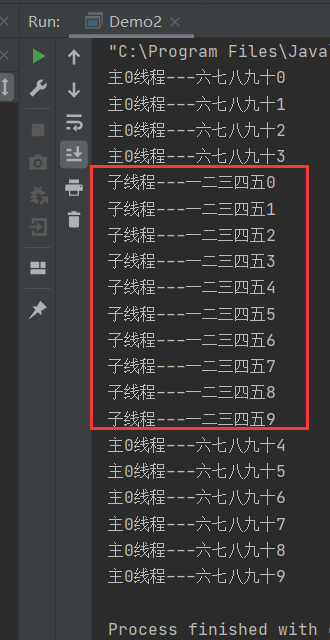 Run: Demo2
"C:\Program Files\Java
主0线程---六七八九十0
主0线程---六七八九十1
主0线程---六七八九十2
主0线程---六七八九十3
子线程---一二三四五0
子线程---一二三四五1
子线程---一二三四五2
子线程---一二三四五3
子线程---一二三四五4
子线程---一二三四五5
子线程---一二三四五6
子线程---一二三四五7
子线程---一二三四五8
子线程---一二三四五9
主0线程---六七八九十4
主0线程---六七八九十5
主0线程---六七八九十6
主0线程---六七八九十7
主0线程---六七八九十8
主0线程---六七八九十9
Process finished with